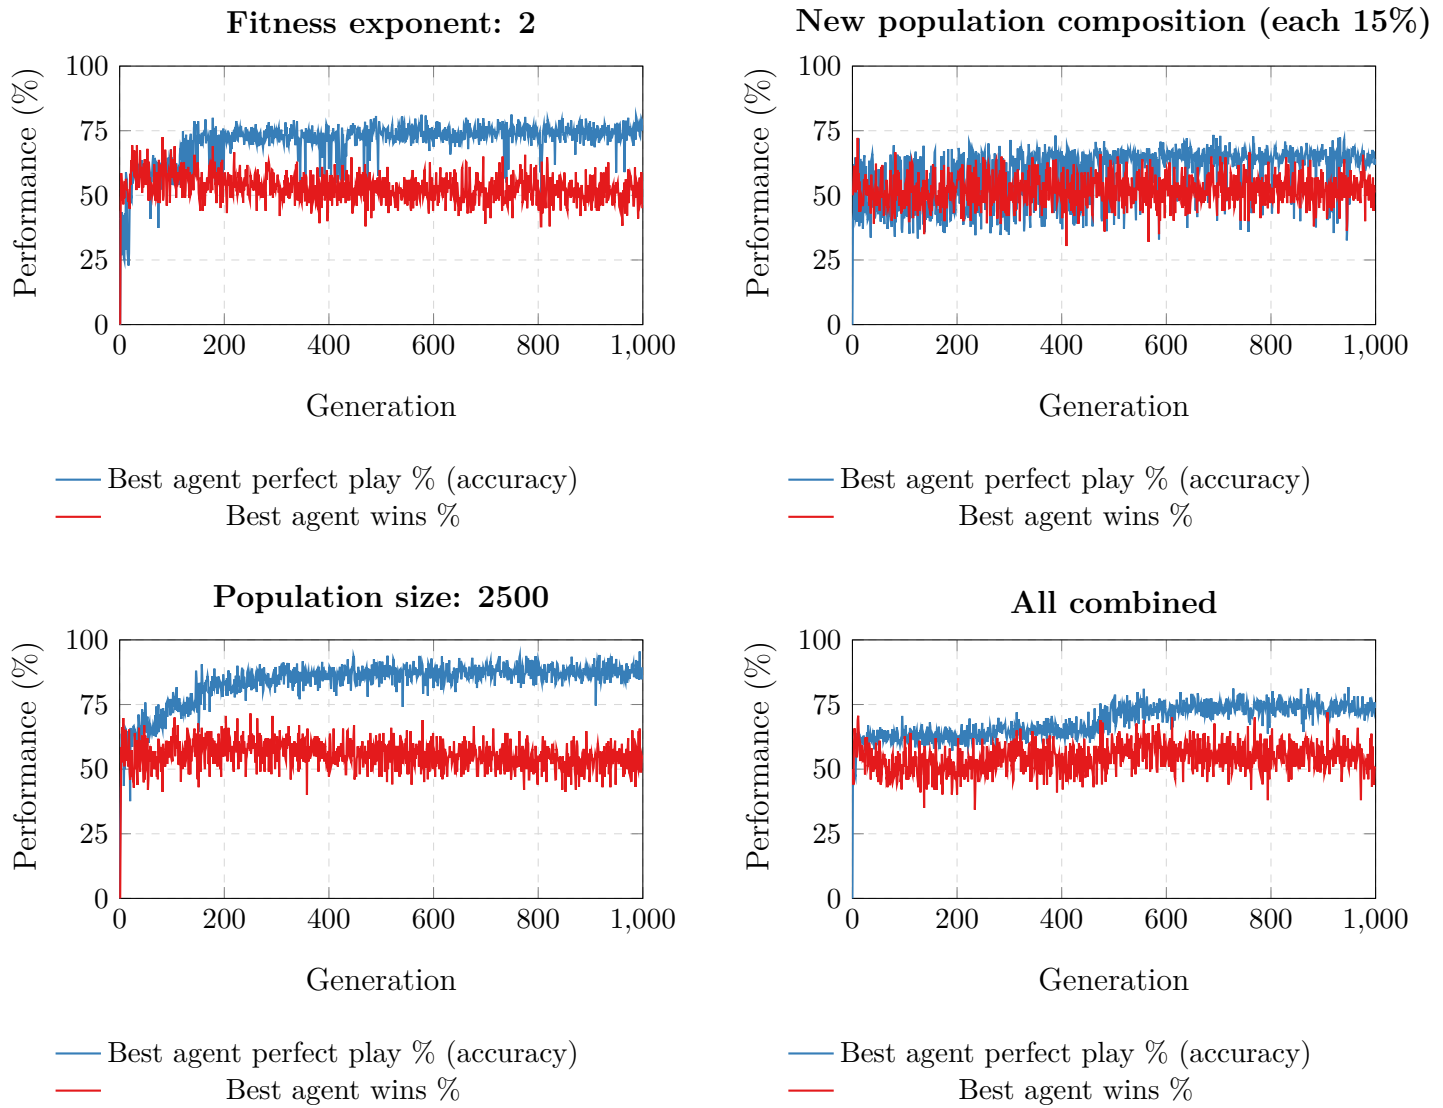 Fitness exponent: 2
Performance (%)
100
75
50
25
0
0 200 400 600 800 1,000
Generation
Best agent perfect play % (accuracy)
Best agent wins %
New population composition (each 15%)
Performance (%)
100
75
50
25
0
0 200 400 600 800 1,000
Generation
Best agent perfect play % (accuracy)
Best agent wins %
Population size: 2500
Performance (%)
100
75
50
25
0
0 200 400 600 800 1,000
Generation
Best agent perfect play % (accuracy)
Best agent wins %
All combined
Performance (%)
100
75
50
25
0
0 200 400 600 800 1,000
Generation
Best agent perfect play % (accuracy)
Best agent wins %